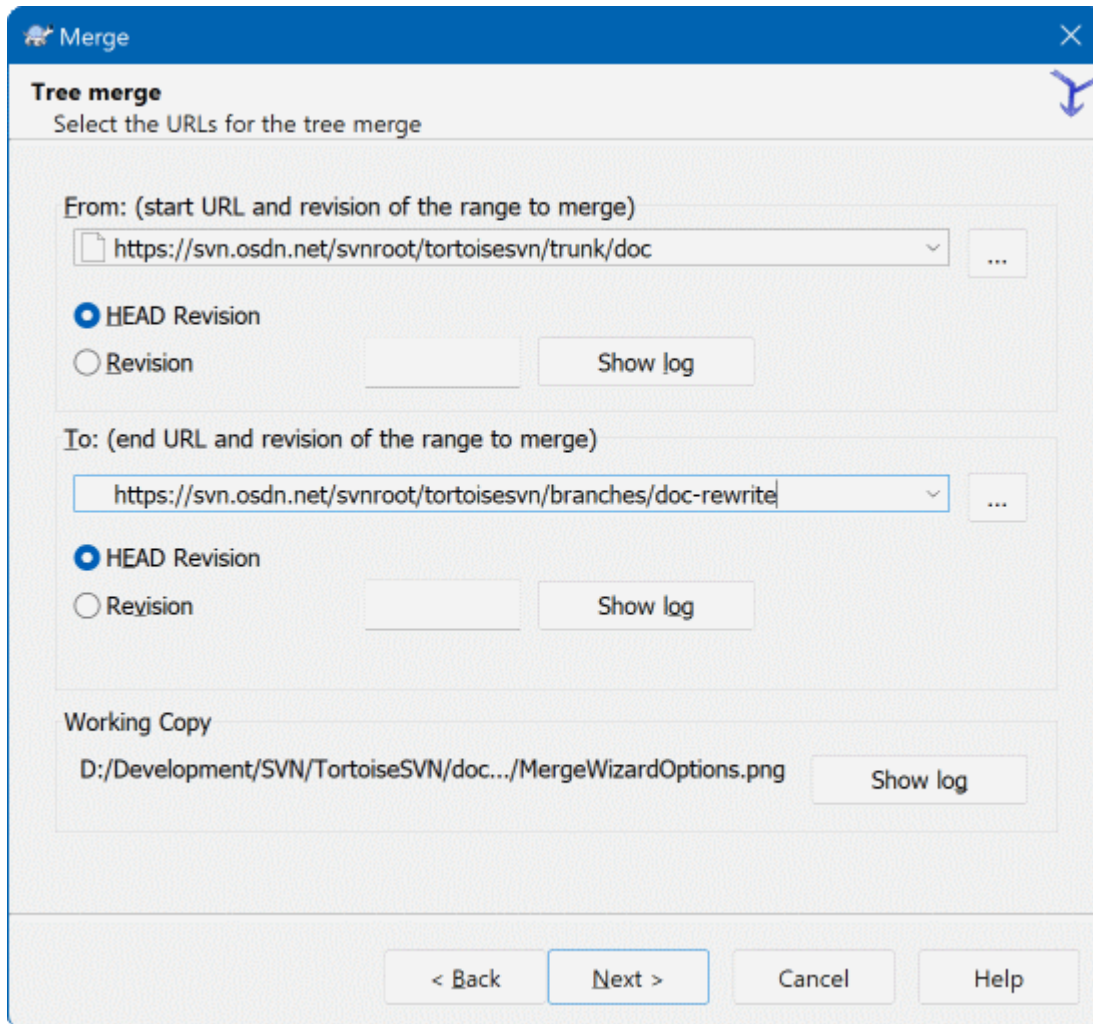 Merge
Tree merge
Select the URLs for the tree merge
From: (start URL and revision of the range to merge)
https://svn.osdn.net/svnroot/tortoisesvn/trunk/doc
...
HEAD Revision
Revision
Show log
To: (end URL and revision of the range to merge)
https://svn.osdn.net/svnroot/tortoisesvn/branches/doc-rewrite
...
HEAD Revision
Revision
Show log
Working Copy
D:/Development/SVN/TortoiseSVN/doc.../MergeWizardOptions.png
Show log
< Back Next > Cancel Help